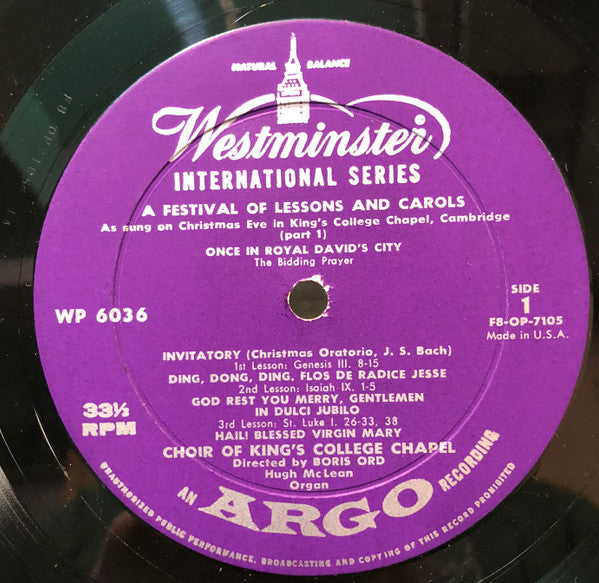 NATURAL BALANCE
Westminster
INTERNATIONAL SERIES
A FESTIVAL OF LESSONS AND CAROLS
As sung on Christmas Eve in King's College Chapel, Cambridge
(part 1)
ONCE IN ROYAL DAVID'S CITY
The Bidding Prayer
WP 6036
SIDE
1
F8-OP-7105
Made in U.S.A.
INVITATORY (Christmas Oratorio, J. S. Bach)
1st Lesson: Genesis III. 8-15
DING, DONG, DING. FLOS DE RADICE JESSE
2nd Lesson: Isaiah IX. 1-5
GOD REST YOU MERRY, GENTLEMEN
IN DULCI JUBILO
3rd Lesson: St. Luke I. 26-33, 38
HAIL! BLESSED VIRGIN MARY
33⅓
RPM
CHOIR OF KING'S COLLEGE CHAPEL
Directed by BORIS ORD
Hugh McLean
Organ
AN ARGO RECORDING
UNAUTHORIZED PUBLIC PERFORMANCE, BROADCASTING AND COPYING OF THIS RECORD PROHIBITED